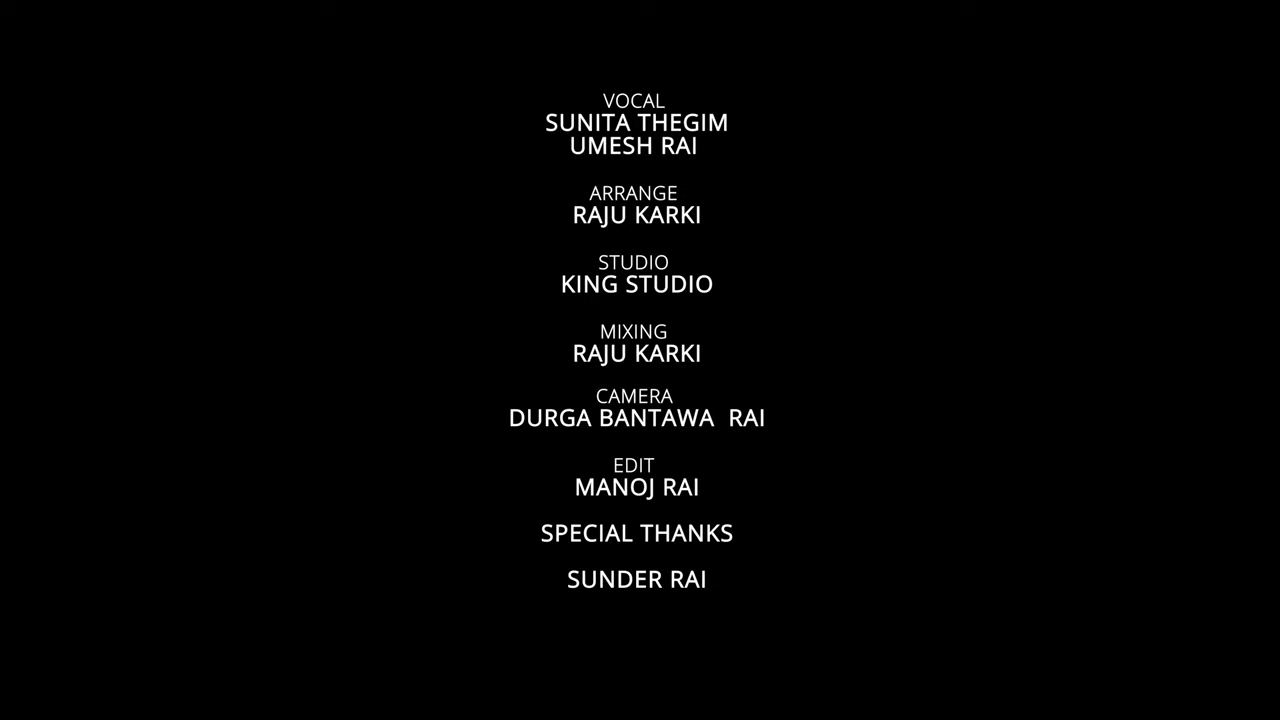 VOCAL
SUNITA THEGIM
UMESH RAI
ARRANGE
RAJU KARKI
STUDIO
KING STUDIO
MIXING
RAJU KARKI
CAMERA
DURGA BANTAWA  RAI
EDIT
MANOJ RAI
SPECIAL THANKS
SUNDER RAI